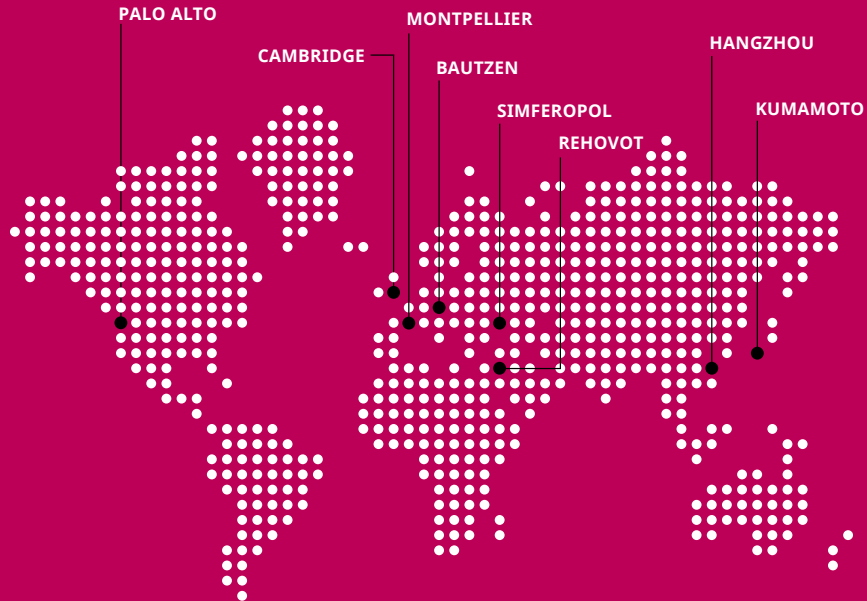 PALO ALTO
MONTPELLIER
CAMBRIDGE
HANGZHOU
BAUTZEN
SIMFEROPOL
KUMAMOTO
REHOVOT